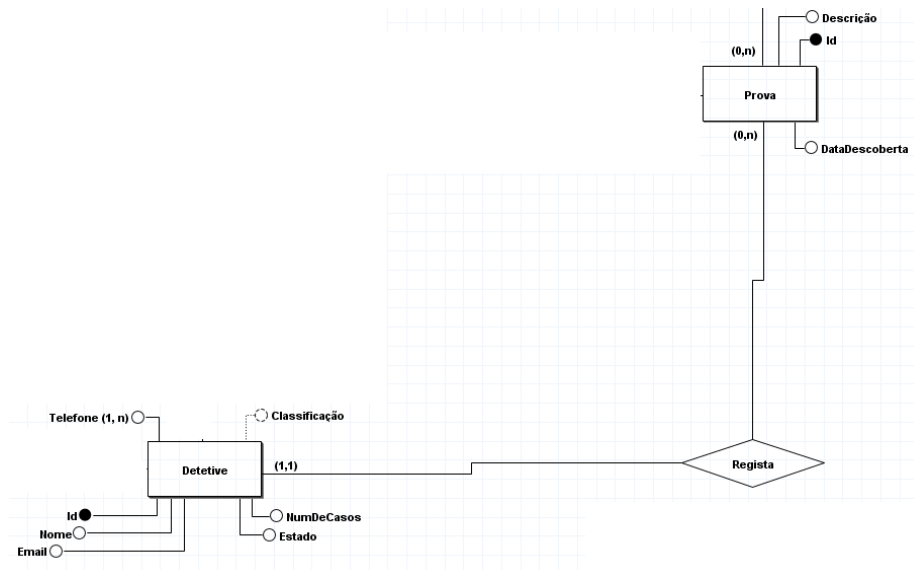 Descrição
Id
(0,n)
Prova
(0,n)
DataDescoberta
Telefone (1, n)
Classificação
Detetive
(1,1)
Regista
Id
NumDeCasos
Nome
Estado
Email